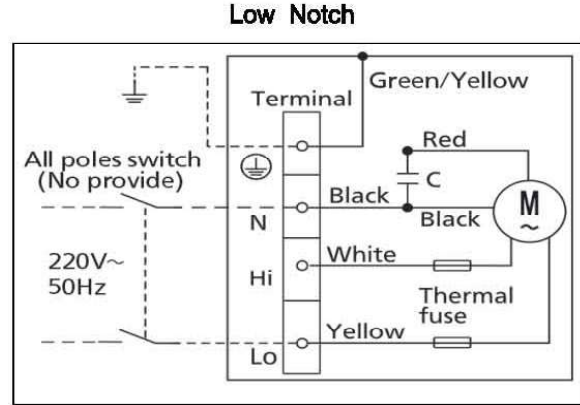 Low Notch
Green/Yellow
Terminal
Red
All poles switch
(No provide)
C
Black
Black
M
~
N
220V~
50Hz
White
Hi
Thermal
fuse
Yellow
Lo